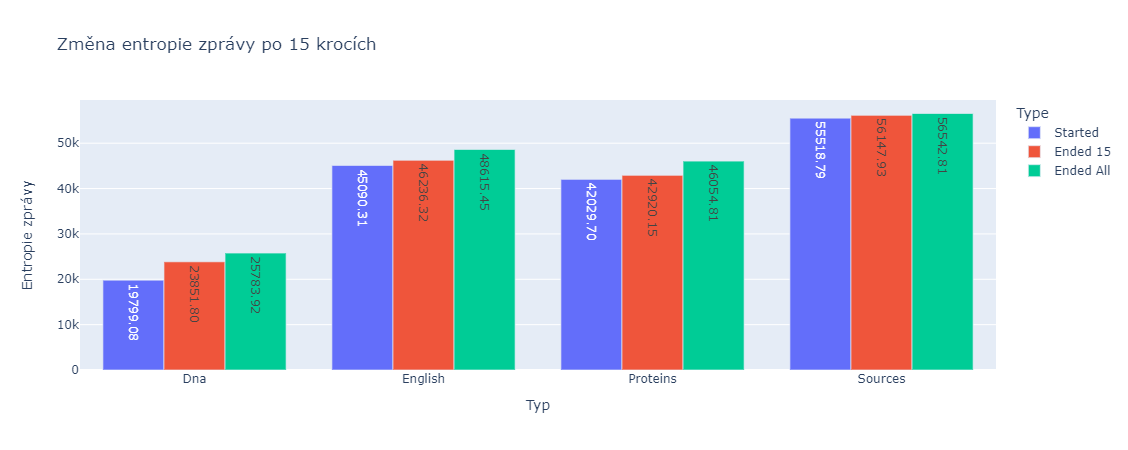 Změna entropie zprávy po 15 krocích
Entropie zprávy
50k
40k
30k
20k
10k
0
19799.08
23851.80
25783.92
45090.31
46236.32
48615.45
42029.70
42920.15
46054.81
55518.79
56147.93
56542.81
Dna
English
Proteins
Sources
Typ
Type
Started
Ended 15
Ended All